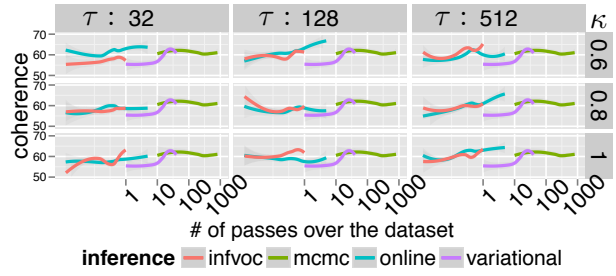 τ : 32 τ : 128 τ : 512 κ
70
60
50
0.6
70
60
50
0.8
70
60
50
1
coherence
1 10 100 1000 1 10 100 1000 1 10 100 1000
# of passes over the dataset
inference infvoc mcmc online variational